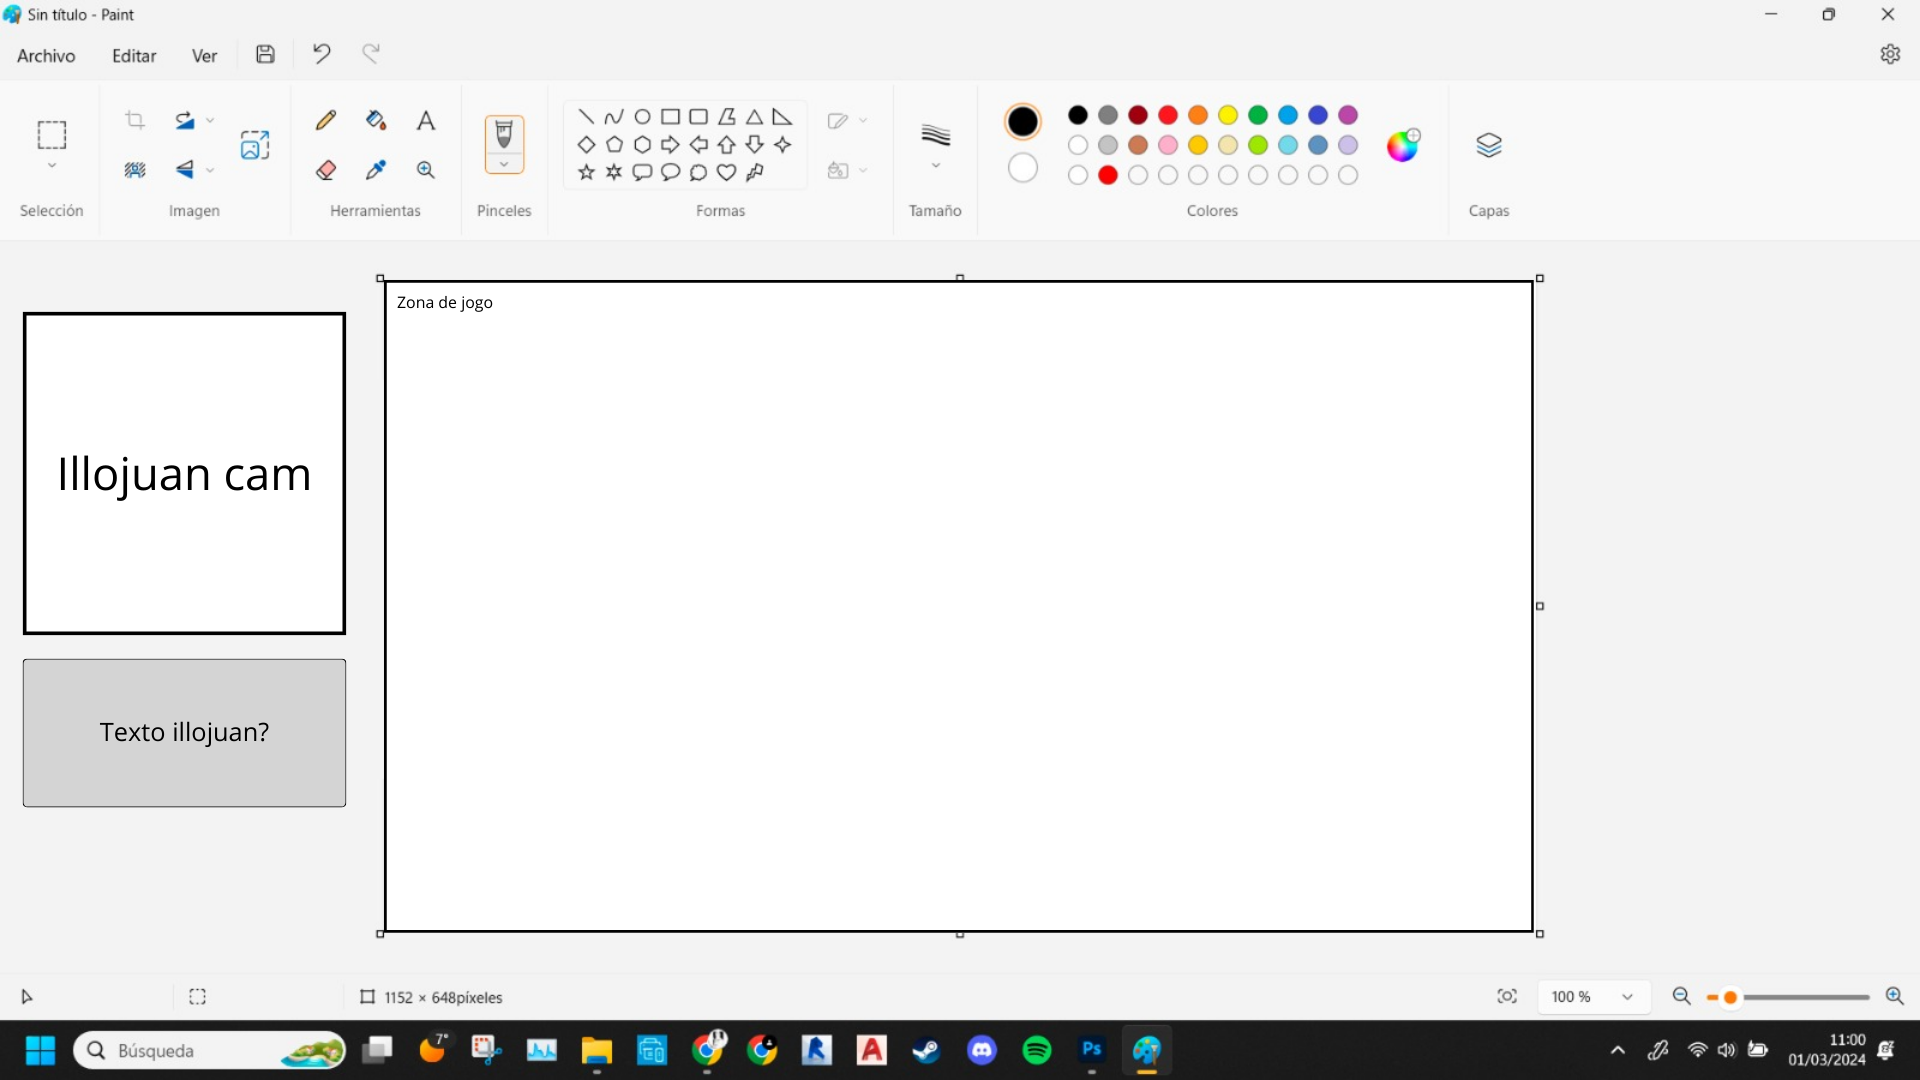 Sin título - Paint
Archivo
Editar
Ver
Selección
Imagen
Herramientas
Pinceles
Formas
Tamaño
Colores
Capas
Zona de jogo
Illojuan cam
Texto illojuan?
1152 × 648píxeles
100 %
Búsqueda
7°
Ps
11:00
01/03/2024